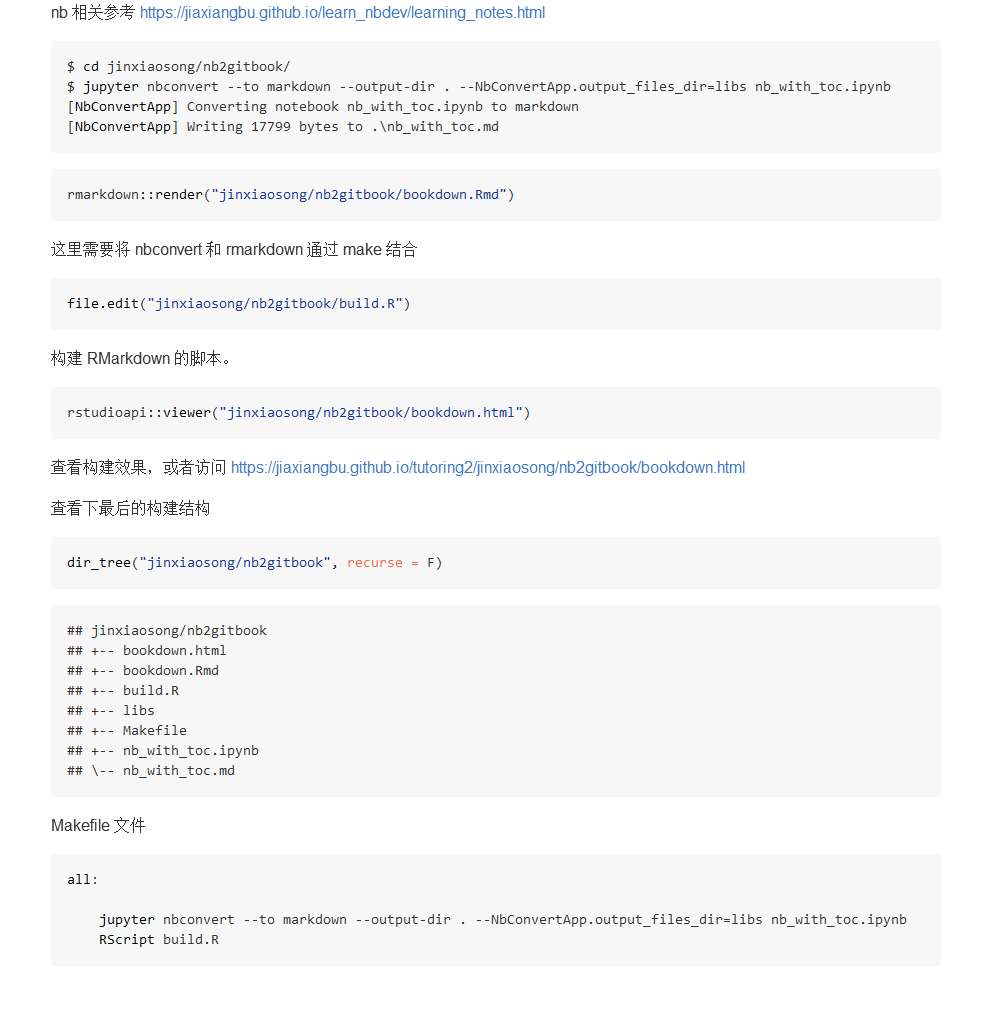 nb 相关参考 https://jiaxiangbu.github.io/learn_nbdev/learning_notes.html
$ cd jinxiaosong/nb2gitbook/
$ jupyter nbconvert --to markdown --output-dir . --NbConvertApp.output_files_dir=libs nb_with_toc.ipynb
[NbConvertApp] Converting notebook nb_with_toc.ipynb to markdown
[NbConvertApp] Writing 17799 bytes to .\nb_with_toc.md
rmarkdown::render("jinxiaosong/nb2gitbook/bookdown.Rmd")
这里需要将 nbconvert 和 rmarkdown 通过 make 结合
file.edit("jinxiaosong/nb2gitbook/build.R")
构建 RMarkdown 的脚本。
rstudioapi::viewer("jinxiaosong/nb2gitbook/bookdown.html")
查看构建效果，或者访问 https://jiaxiangbu.github.io/tutoring2/jinxiaosong/nb2gitbook/bookdown.html
查看下最后的构建结构
dir_tree("jinxiaosong/nb2gitbook", recurse = F)
## jinxiaosong/nb2gitbook
## +-- bookdown.html
## +-- bookdown.Rmd
## +-- build.R
## +-- libs
## +-- Makefile
## +-- nb_with_toc.ipynb
## \-- nb_with_toc.md
Makefile 文件
all:
jupyter nbconvert --to markdown --output-dir . --NbConvertApp.output_files_dir=libs nb_with_toc.ipynb
RScript build.R